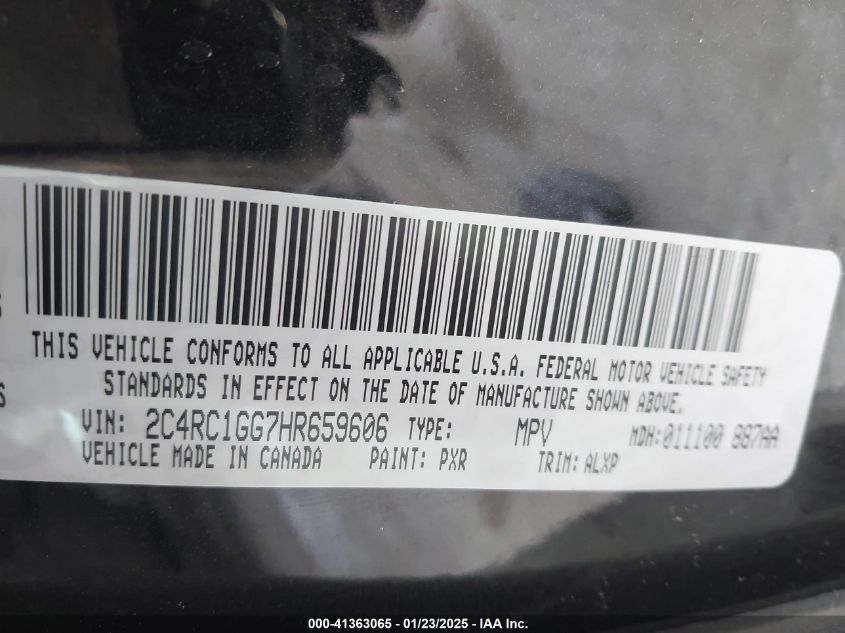 THIS VEHICLE CONFORMS TO ALL APPLICABLE U.S.A. FEDERAL MOTOR VEHICLE SAFETY
STANDARDS IN EFFECT ON THE DATE OF MANUFACTURE SHOWN ABOVE.
VIN: 2C4RC1GG7HR659606 TYPE: MPV MDH:011100 887AA
VEHICLE MADE IN CANADA PAINT: PXR TRIM: ALXP
000-41363065 / 01/23/2025 - IAA Inc.